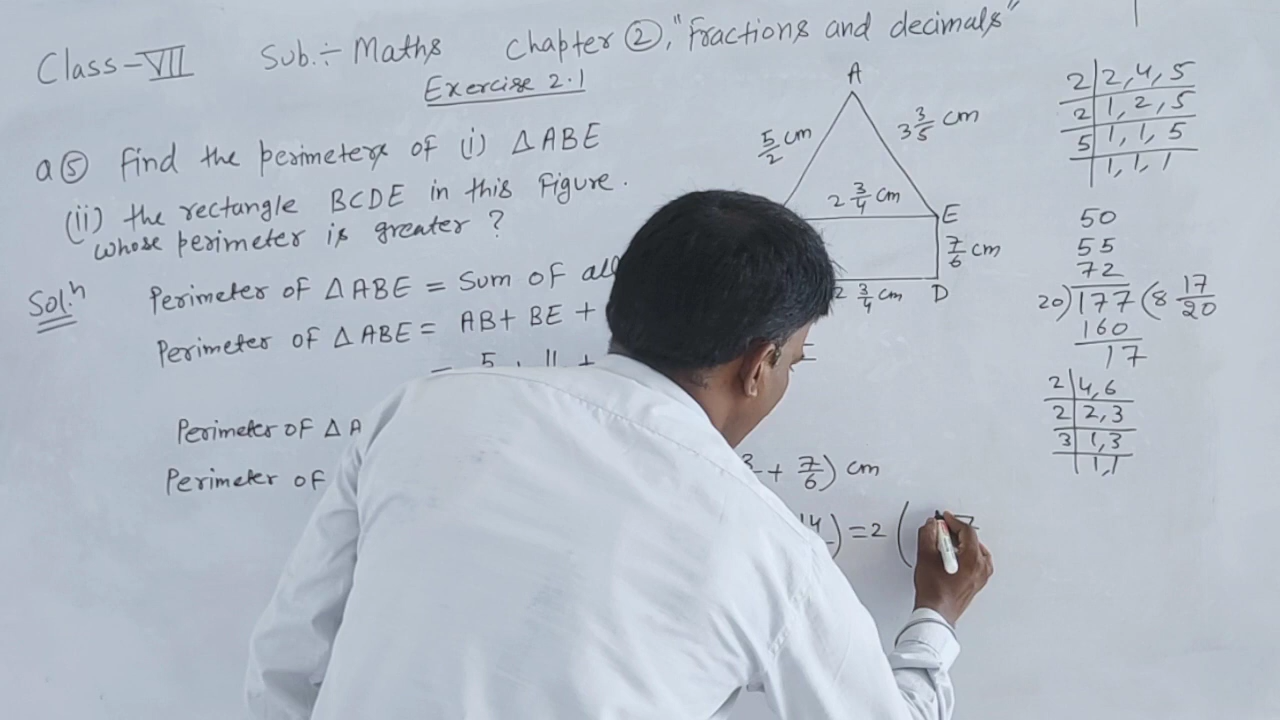 Class-VII Sub.:- Maths Chapter ②, "Fractions and decimals"
Exercise 2.1
Q⑤ Find the perimeters of (i) △ABE
(ii) the rectangle BCDE in this Figure.
whose perimeter is greater ?
Sol.ⁿ Perimeter of △ABE = Sum of all
Perimeter of △ABE = AB + BE +
= 5 11 +
Perimeter of △A
Perimeter of
+ 7/6) cm
14) = 2 (
A
5/2 cm
3 3/5 cm
2 3/4 cm
E
7/6 cm
2 3/4 cm
D
2 | 2, 4, 5
2 | 1, 2, 5
5 | 1, 1, 5
| 1, 1, 1
50
55
72
20) 177 (8 17/20
160
17
2 | 4, 6
2 | 2, 3
3 | 1, 3
| 1, 1